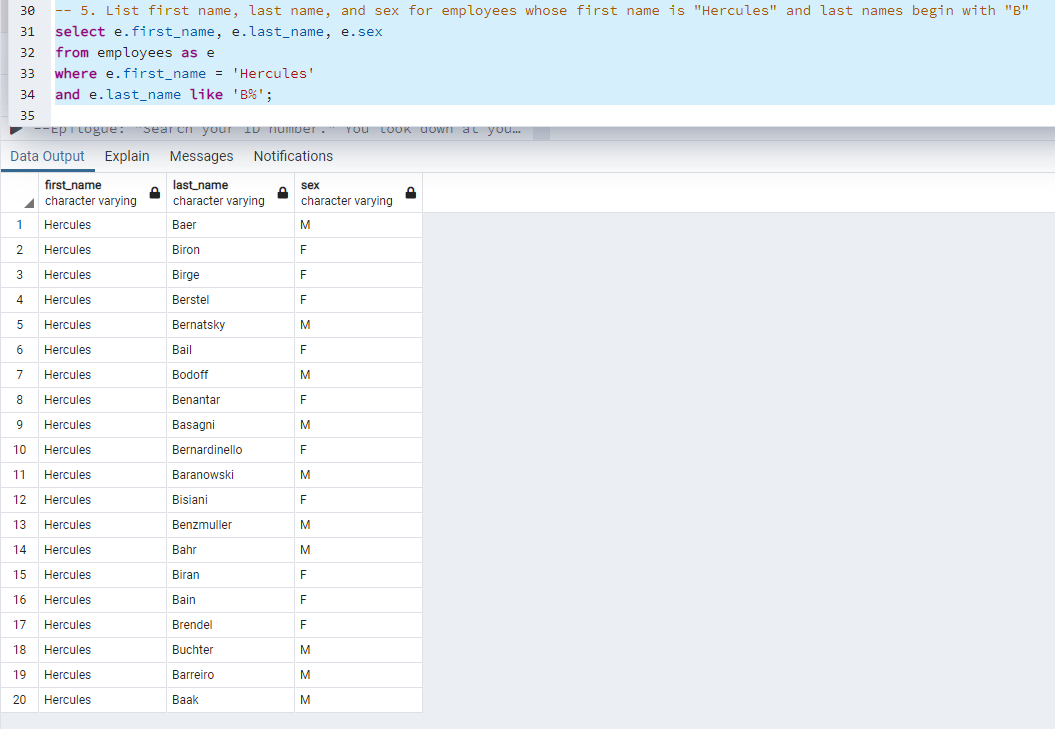 30 -- 5. List first name, last name, and sex for employees whose first name is "Hercules" and last names begin with "B"
31 select e.first_name, e.last_name, e.sex
32 from employees as e
33 where e.first_name = 'Hercules'
34 and e.last_name like 'B%';
35
--Epilogue: "Search your ID number." You look down at you…
Data Output Explain Messages Notifications
first_name last_name sex
character varying character varying character varying
1 Hercules Baer M
2 Hercules Biron F
3 Hercules Birge F
4 Hercules Berstel F
5 Hercules Bernatsky M
6 Hercules Bail F
7 Hercules Bodoff M
8 Hercules Benantar F
9 Hercules Basagni M
10 Hercules Bernardinello F
11 Hercules Baranowski M
12 Hercules Bisiani F
13 Hercules Benzmuller M
14 Hercules Bahr M
15 Hercules Biran F
16 Hercules Bain F
17 Hercules Brendel F
18 Hercules Buchter M
19 Hercules Barreiro M
20 Hercules Baak M